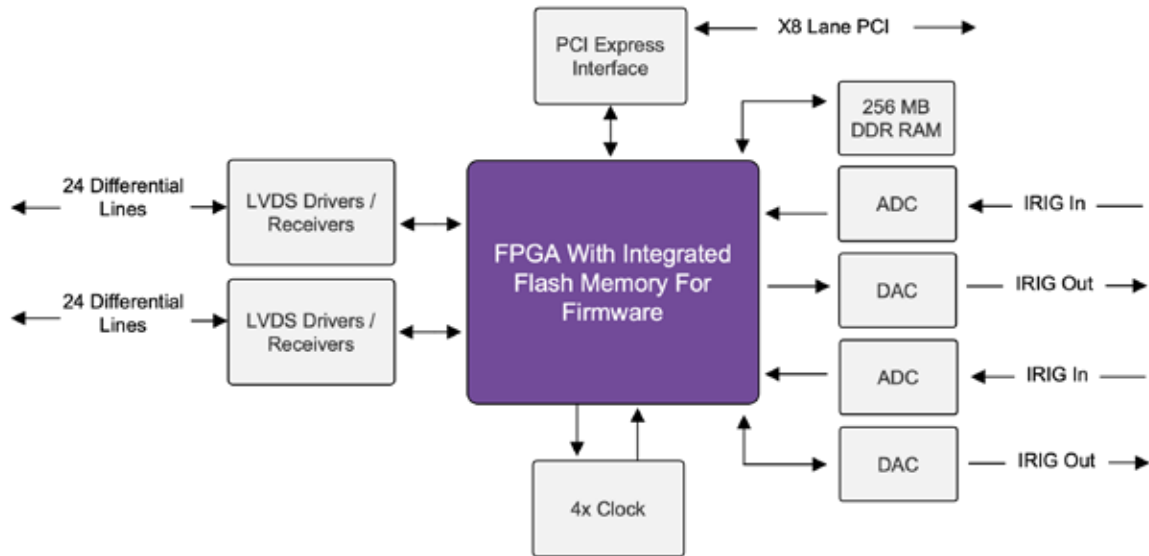 PCI Express
Interface
X8 Lane PCI
256 MB
DDR RAM
24 Differential
Lines
LVDS Drivers /
Receivers
FPGA With Integrated
Flash Memory For
Firmware
ADC
IRIG In
DAC
IRIG Out
24 Differential
Lines
LVDS Drivers /
Receivers
ADC
IRIG In
DAC
IRIG Out
4x Clock